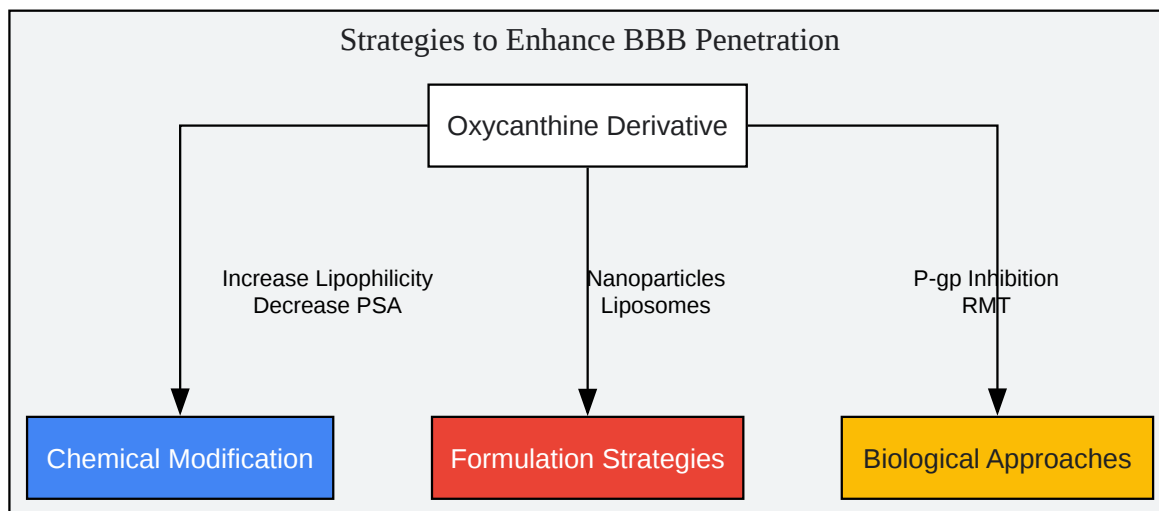 Strategies to Enhance BBB Penetration
Oxycanthine Derivative
Increase Lipophilicity
Decrease PSA
Nanoparticles
Liposomes
P-gp Inhibition
RMT
Chemical Modification
Formulation Strategies
Biological Approaches